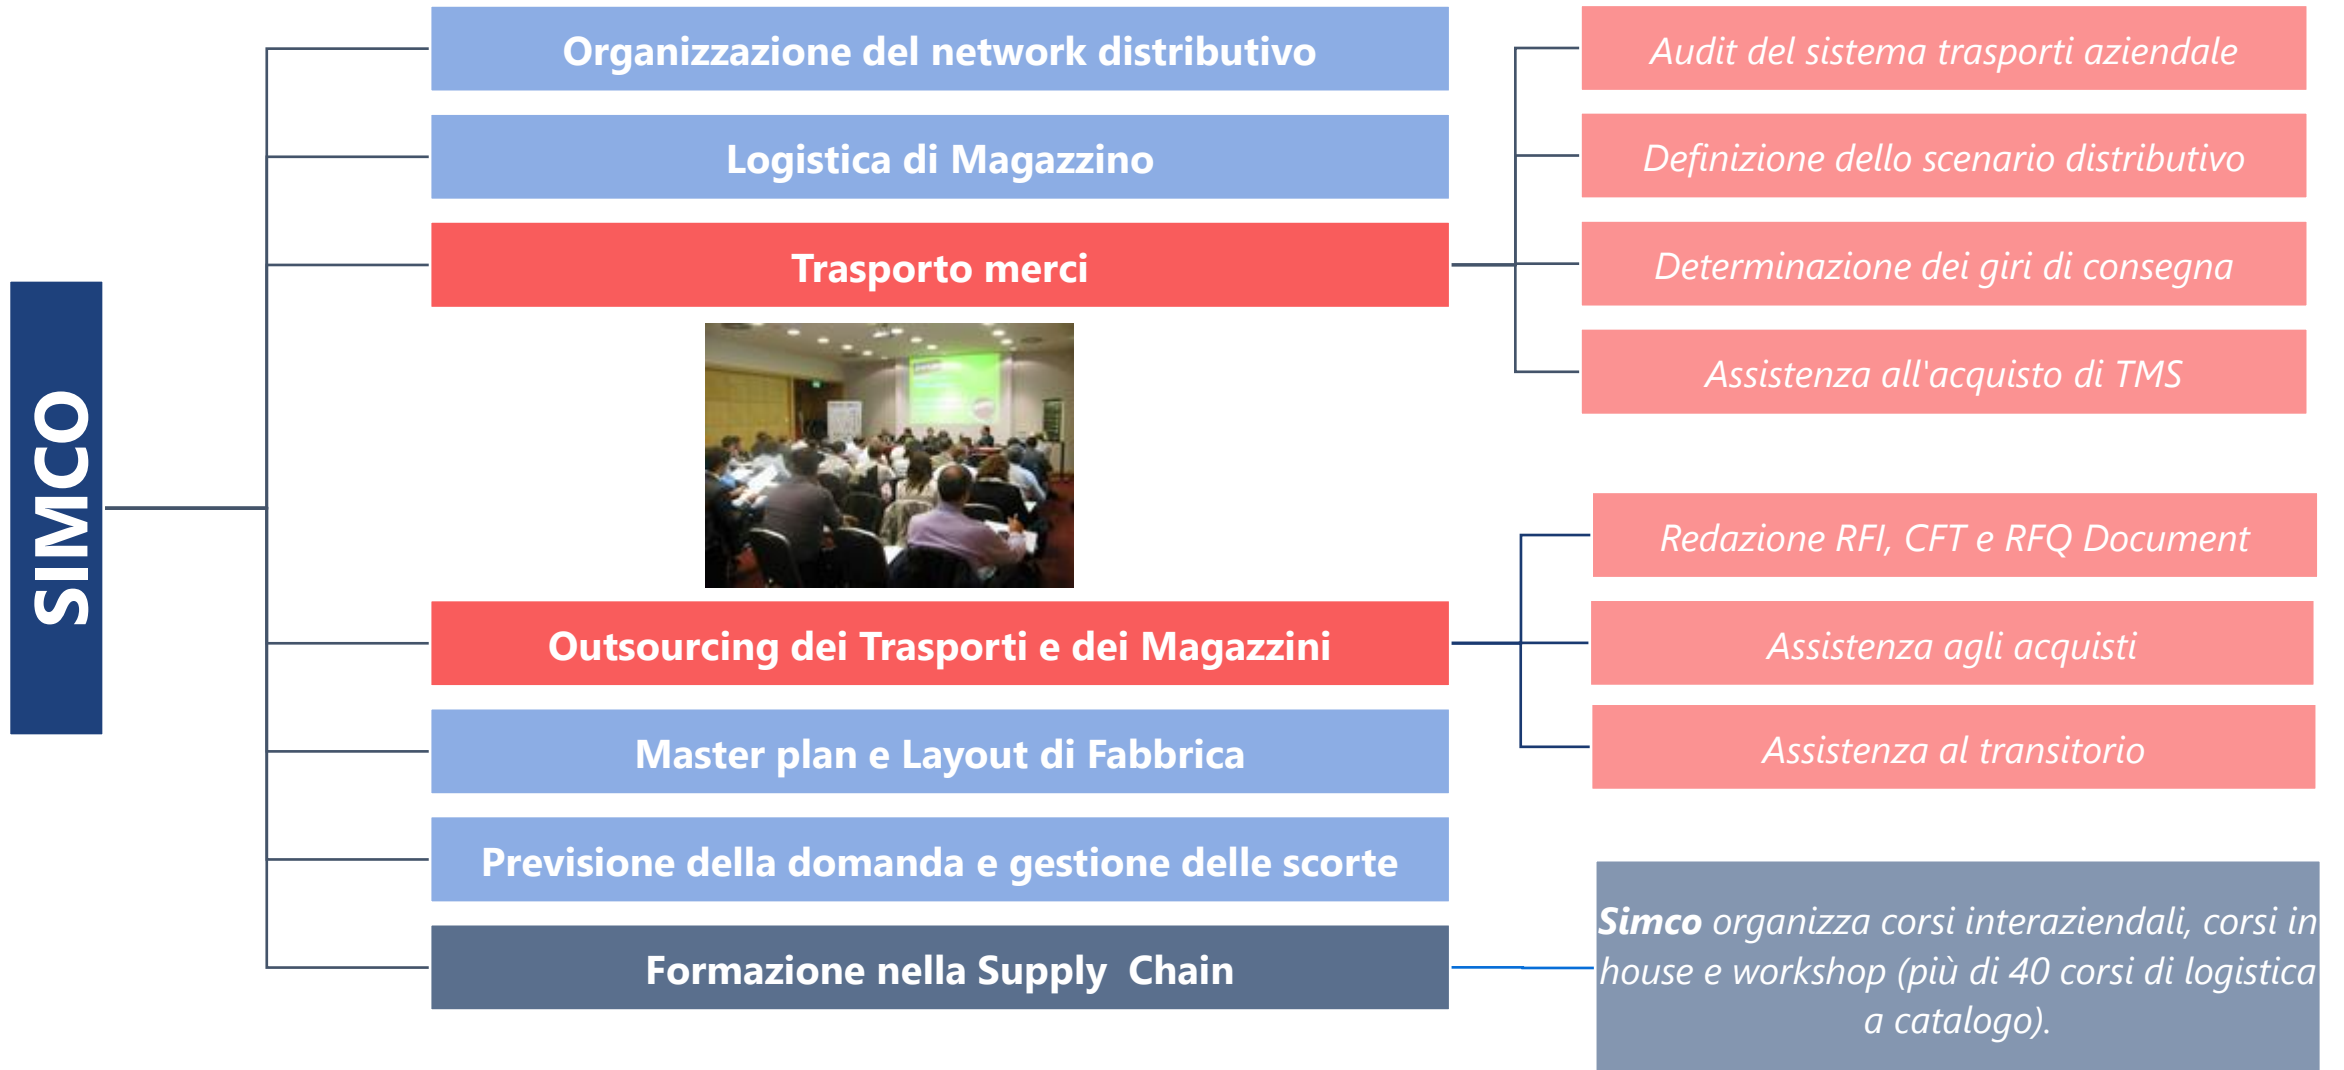 SIMCO
Organizzazione del network distributivo
Logistica di Magazzino
Trasporto merci
Audit del sistema trasporti aziendale
Definizione dello scenario distributivo
Determinazione dei giri di consegna
Assistenza all'acquisto di TMS
Outsourcing dei Trasporti e dei Magazzini
Redazione RFI, CFT e RFQ Document
Assistenza agli acquisti
Assistenza al transitorio
Master plan e Layout di Fabbrica
Previsione della domanda e gestione delle scorte
Formazione nella Supply  Chain
Simco organizza corsi interaziendali, corsi in
house e workshop (più di 40 corsi di logistica
a catalogo).